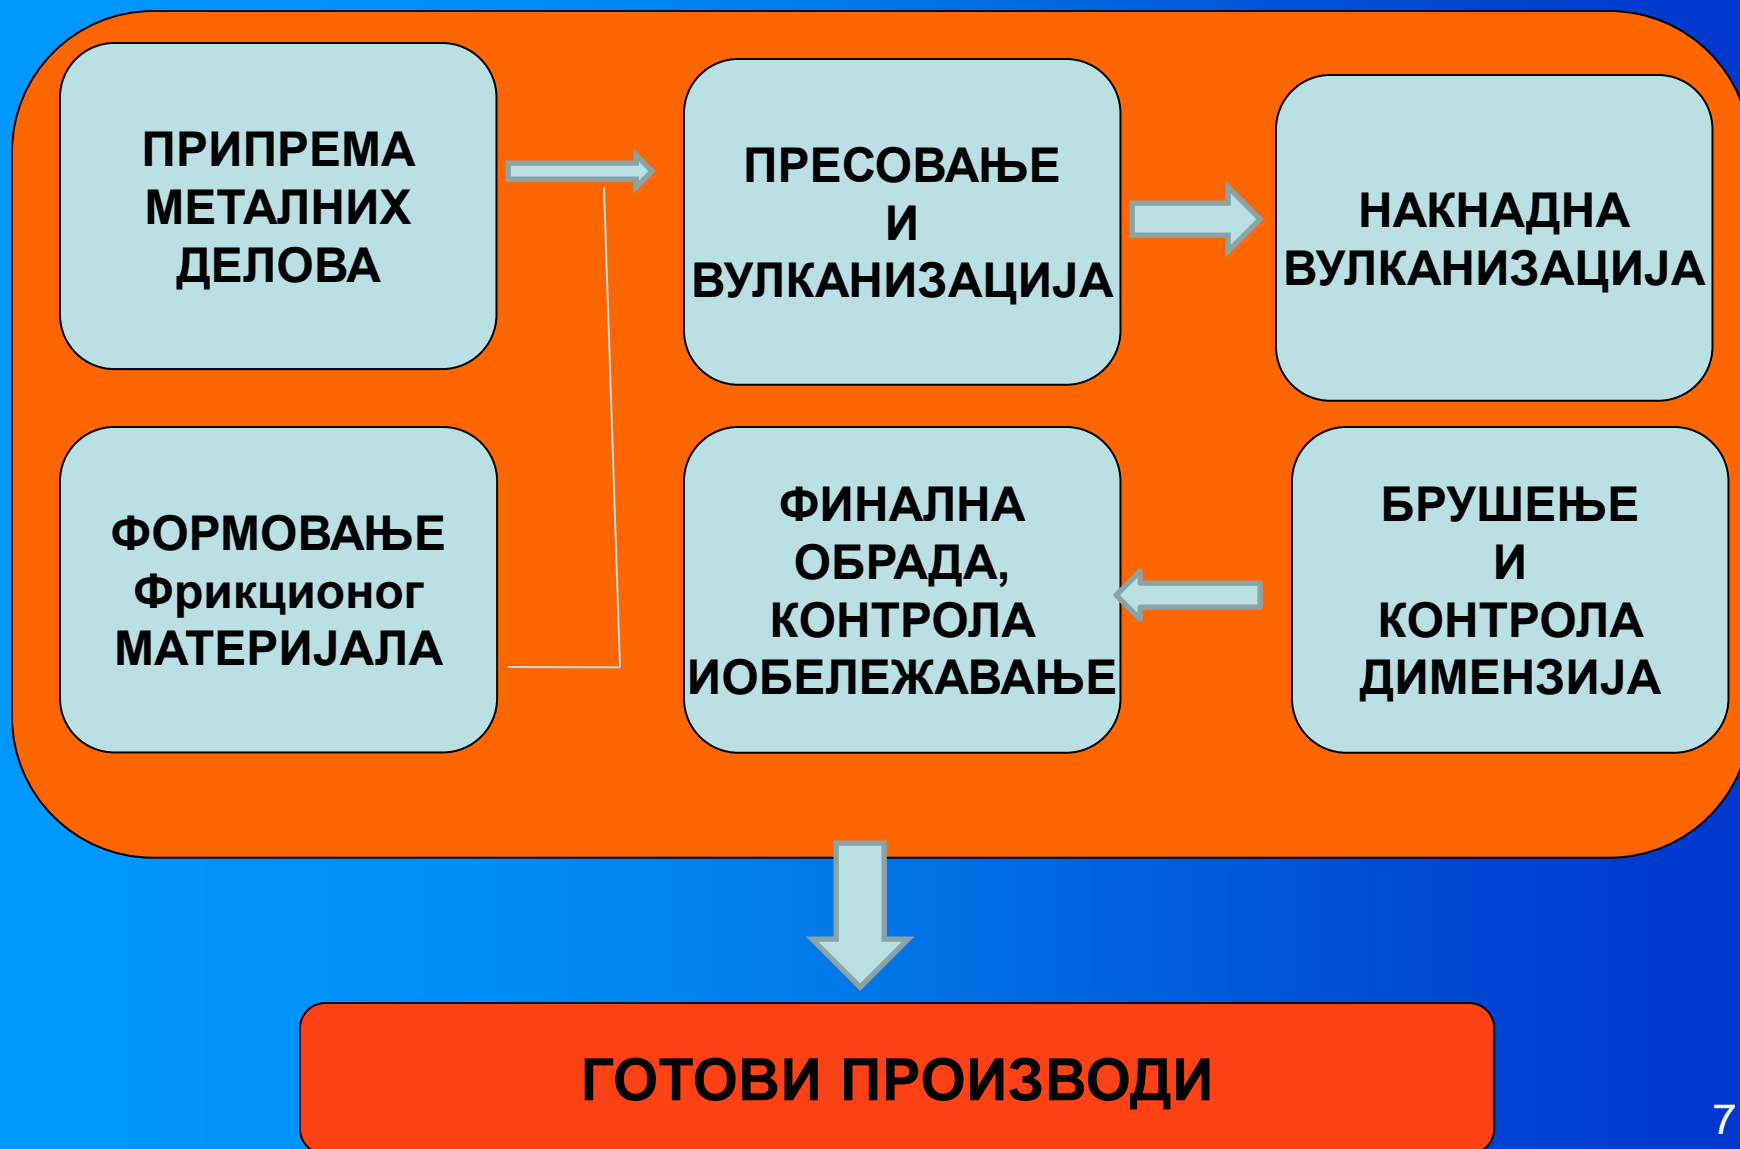 ПРИПРЕМА
МЕТАЛНИХ
ДЕЛОВА
ПРЕСОВАЊЕ
И
ВУЛКАНИЗАЦИЈА
НАКНАДНА
ВУЛКАНИЗАЦИЈА
ФОРМОВАЊЕ
Фрикционог
МАТЕРИЈАЛА
ФИНАЛНА
ОБРАДА,
КОНТРОЛА
ИОБЕЛЕЖАВАЊЕ
БРУШЕЊЕ
И
КОНТРОЛА
ДИМЕНЗИЈА
ГОТОВИ ПРОИЗВОДИ
7